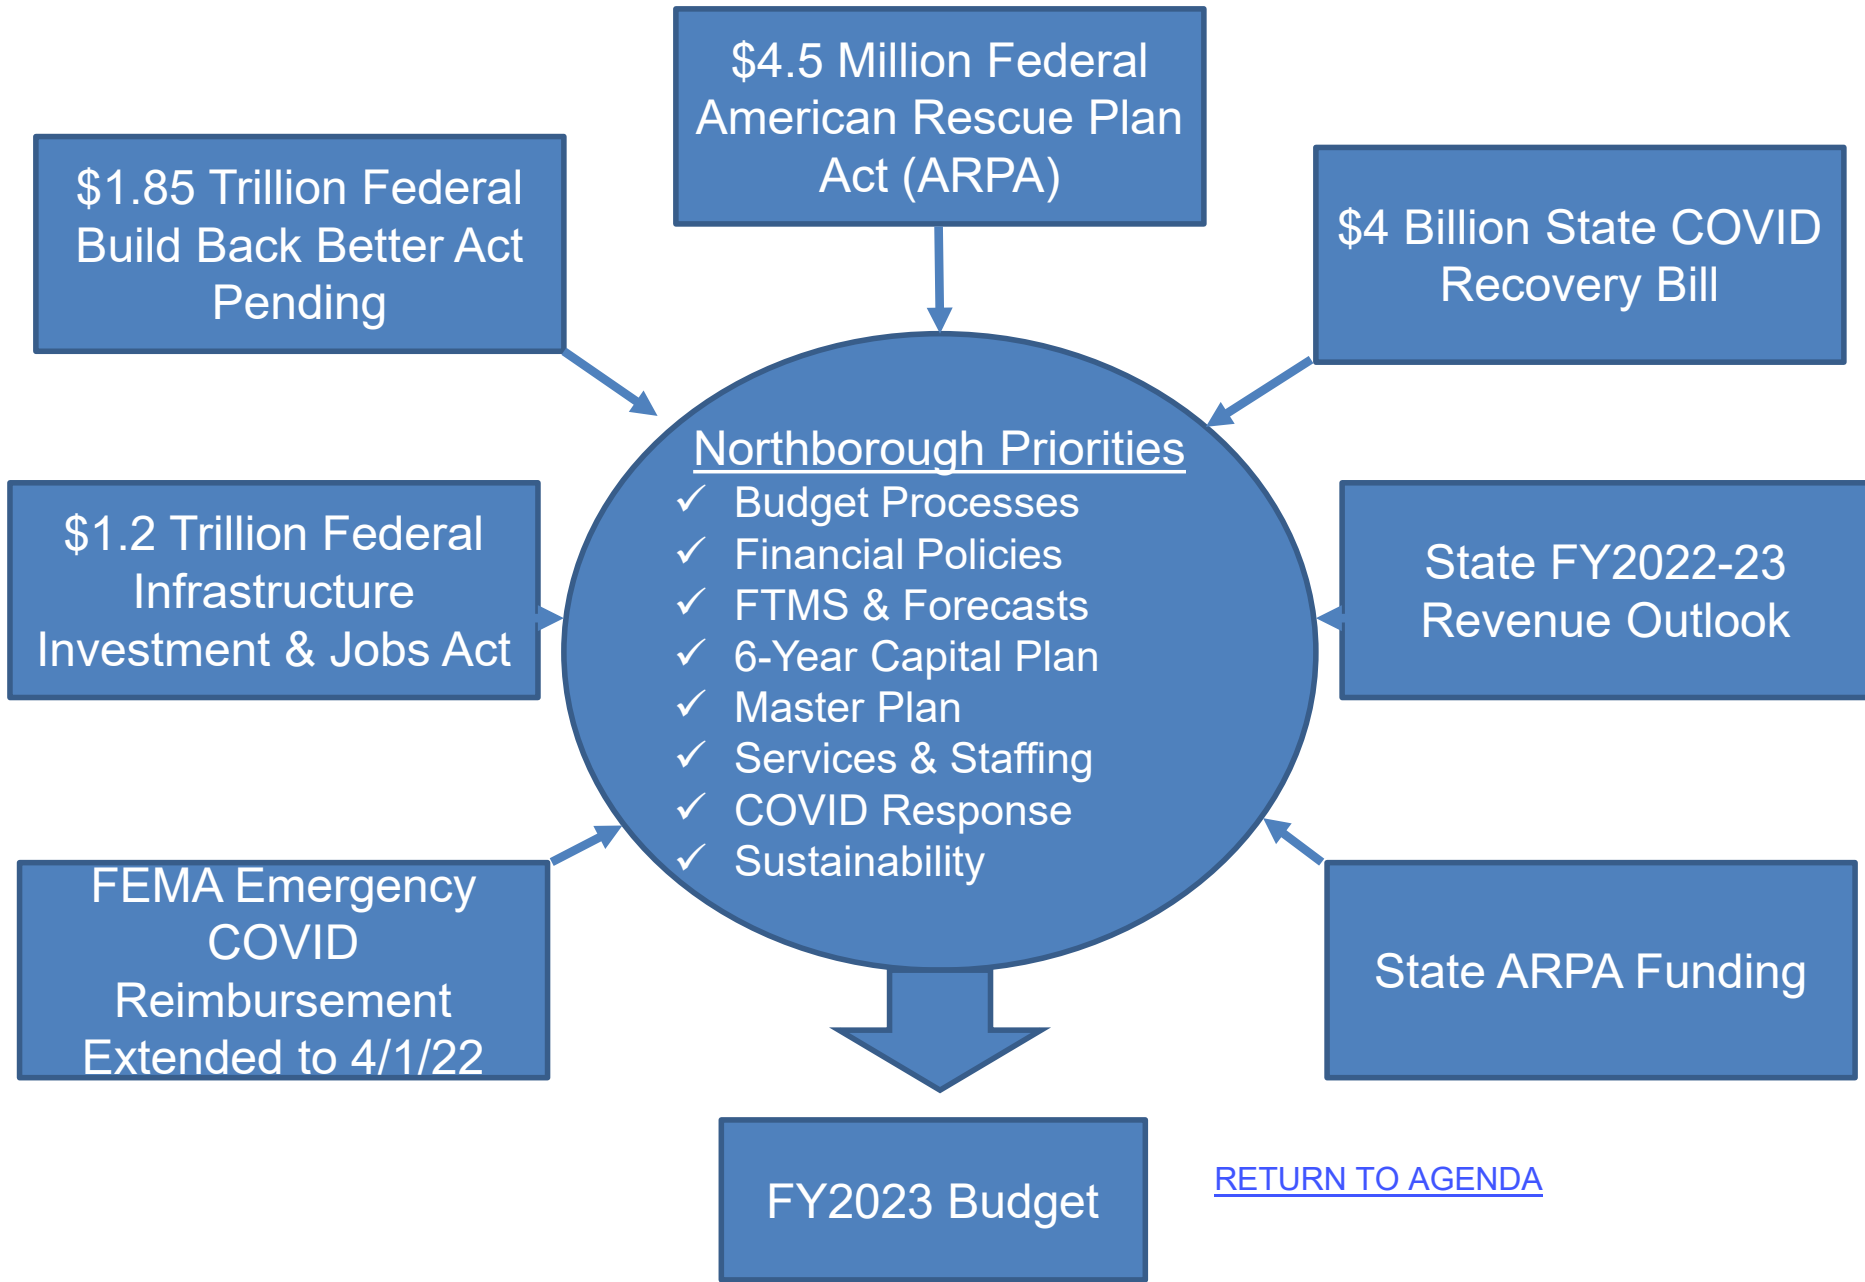 $4.5 Million Federal
American Rescue Plan
Act (ARPA)
$1.85 Trillion Federal
Build Back Better Act
Pending
$4 Billion State COVID
Recovery Bill
Northborough Priorities
✓ Budget Processes
✓ Financial Policies
✓ FTMS & Forecasts
✓ 6-Year Capital Plan
✓ Master Plan
✓ Services & Staffing
✓ COVID Response
✓ Sustainability
$1.2 Trillion Federal
Infrastructure
Investment & Jobs Act
State FY2022-23
Revenue Outlook
FEMA Emergency
COVID
Reimbursement
Extended to 4/1/22
State ARPA Funding
FY2023 Budget
RETURN TO AGENDA